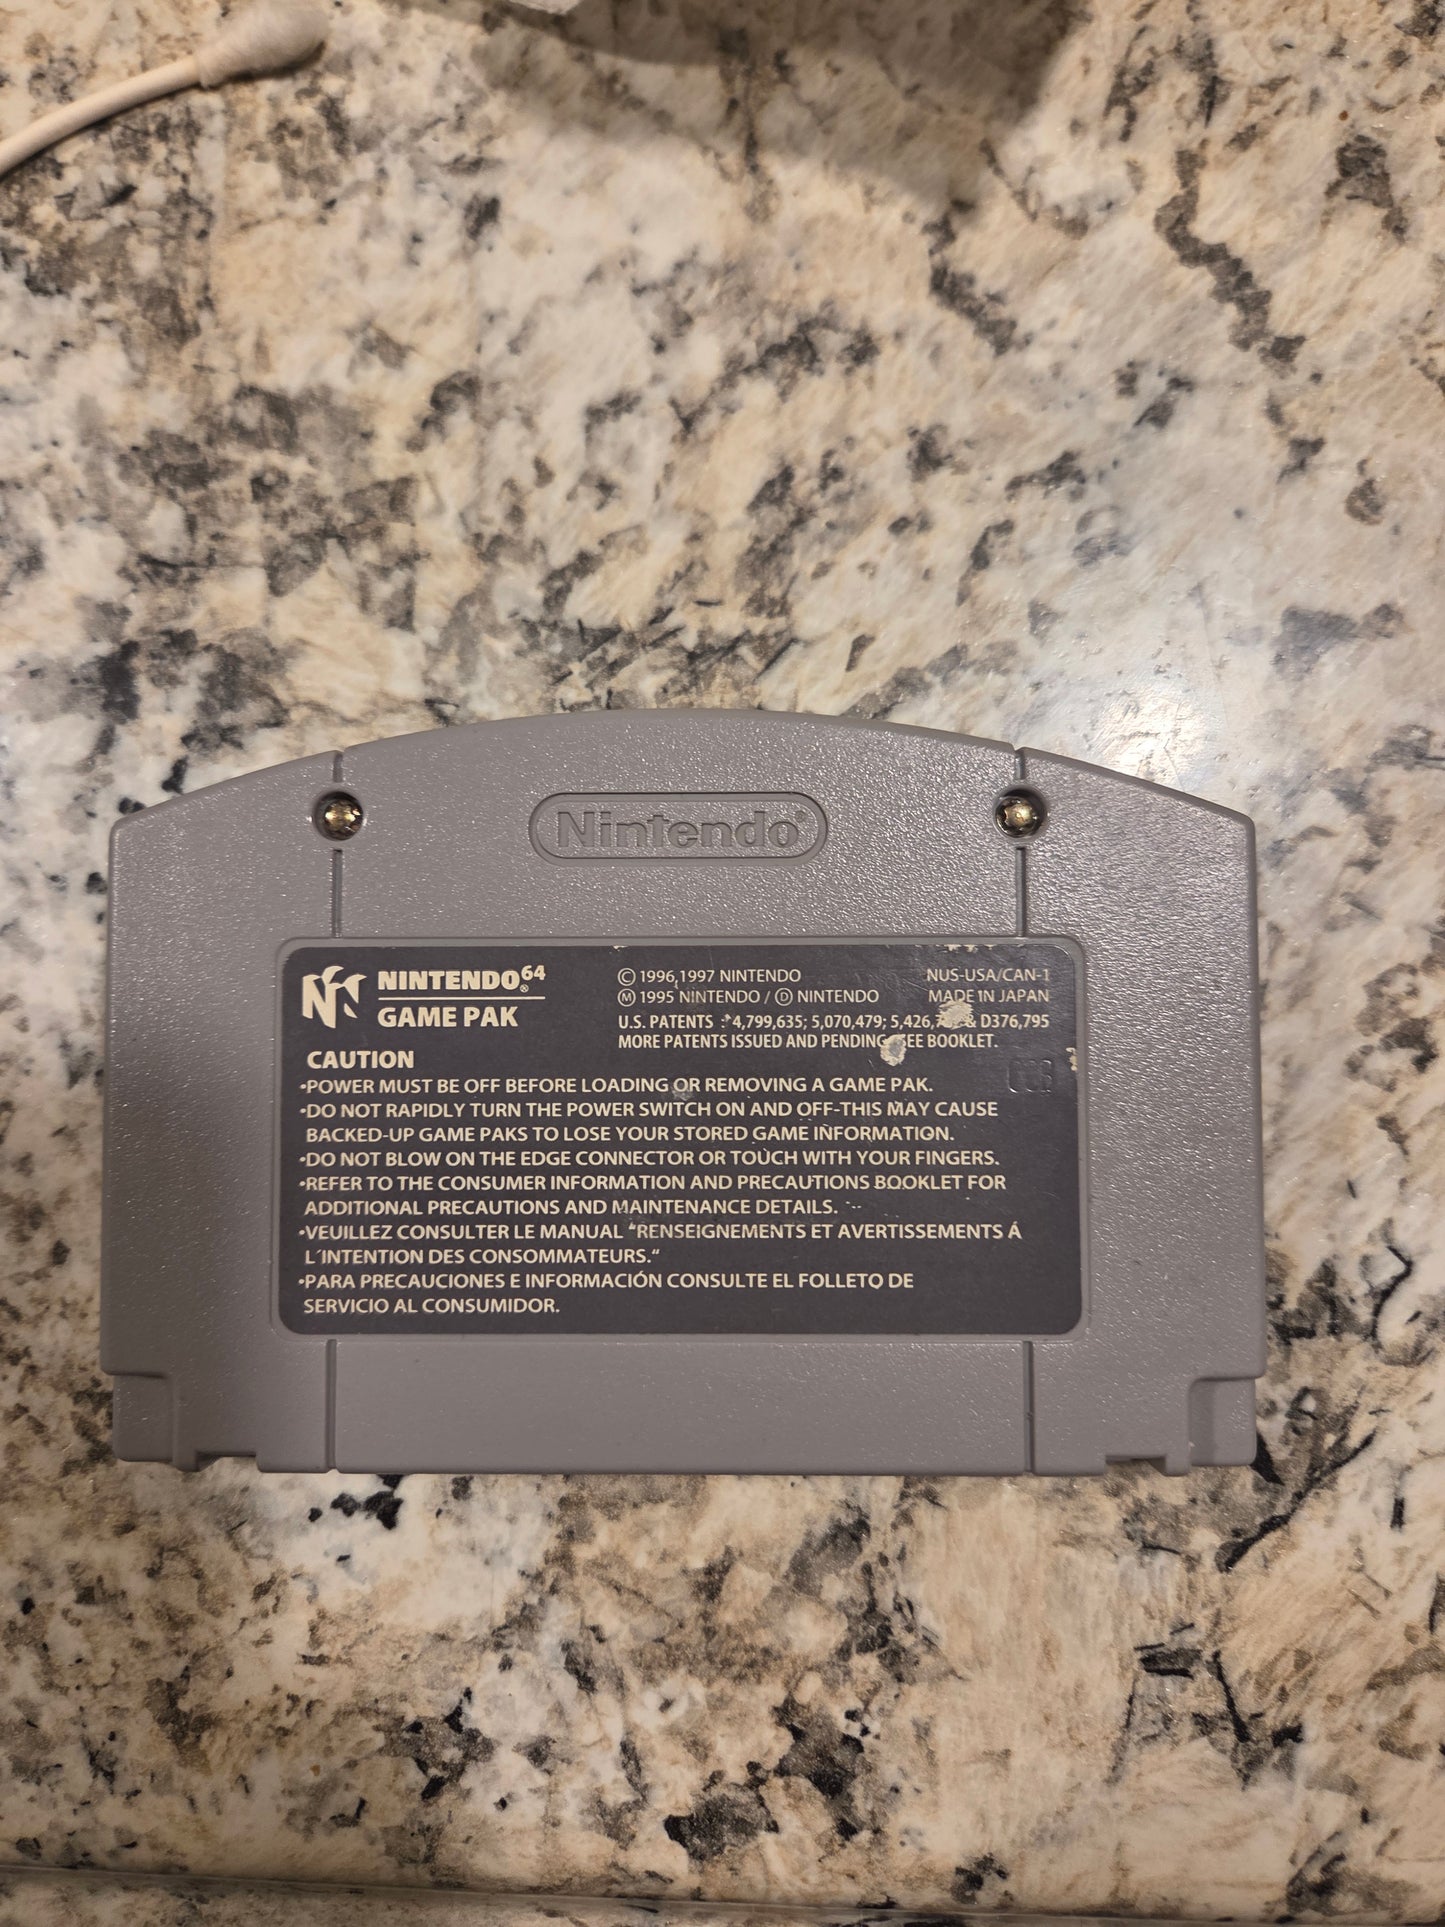 Nintendo®
NINTENDO®64
GAME PAK
© 1996,1997 NINTENDO
Ⓜ 1995 NINTENDO / Ⓓ NINTENDO
NUS-USA/CAN-1
MADE IN JAPAN
U.S. PATENTS : 4,799,635; 5,070,479; & D376,795
MORE PATENTS ISSUED AND PENDING SEE BOOKLET.
CAUTION
•POWER MUST BE OFF BEFORE LOADING OR REMOVING A GAME PAK.
•DO NOT RAPIDLY TURN THE POWER SWITCH ON AND OFF-THIS MAY CAUSE
BACKED-UP GAME PAKS TO LOSE YOUR STORED GAME INFORMATION.
•DO NOT BLOW ON THE EDGE CONNECTOR OR TOUCH WITH YOUR FINGERS.
•REFER TO THE CONSUMER INFORMATION AND PRECAUTIONS BOOKLET FOR
ADDITIONAL PRECAUTIONS AND MAINTENANCE DETAILS.
•VEUILLEZ CONSULTER LE MANUAL "RENSEIGNEMENTS ET AVERTISSEMENTS Á
L'INTENTION DES CONSOMMATEURS."
•PARA PRECAUCIONES E INFORMACIÓN CONSULTE EL FOLLETO DE
SERVICIO AL CONSUMIDOR.